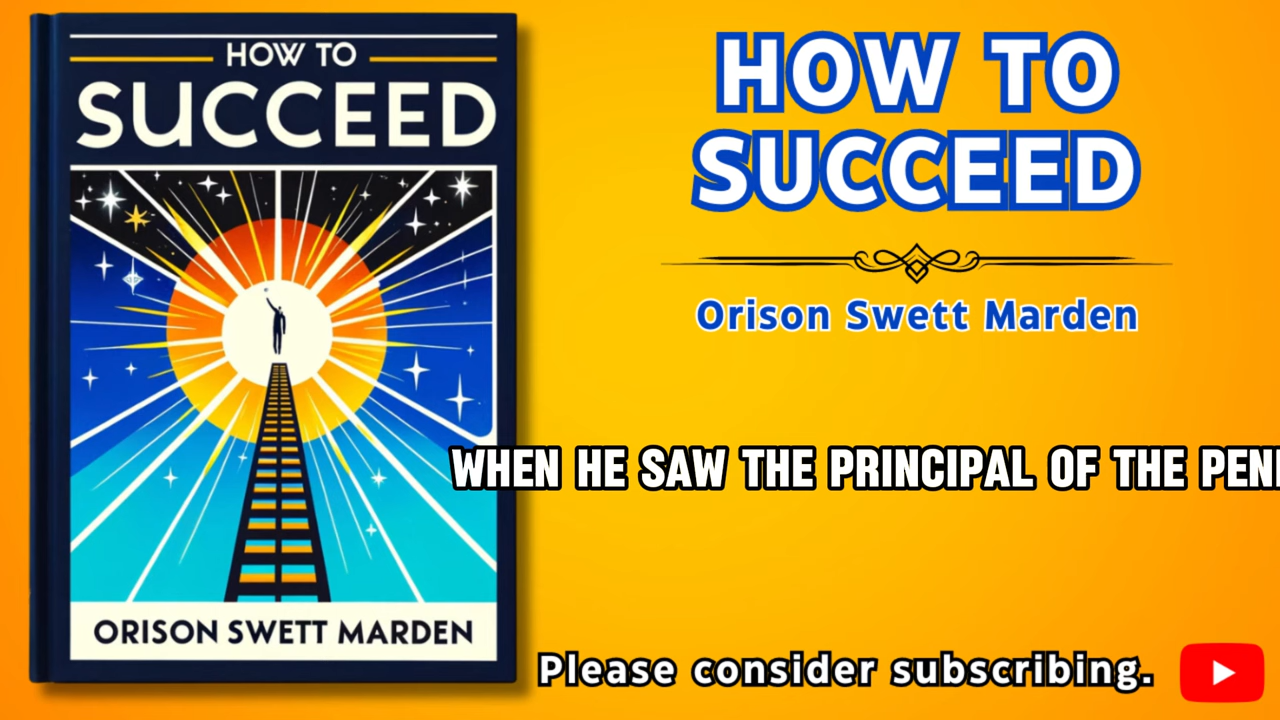 HOW TO
SUCCEED
ORISON SWETT MARDEN
HOW TO
SUCCEED
Orison Swett Marden
WHEN HE SAW THE PRINCIPAL OF THE
Please consider subscribing.